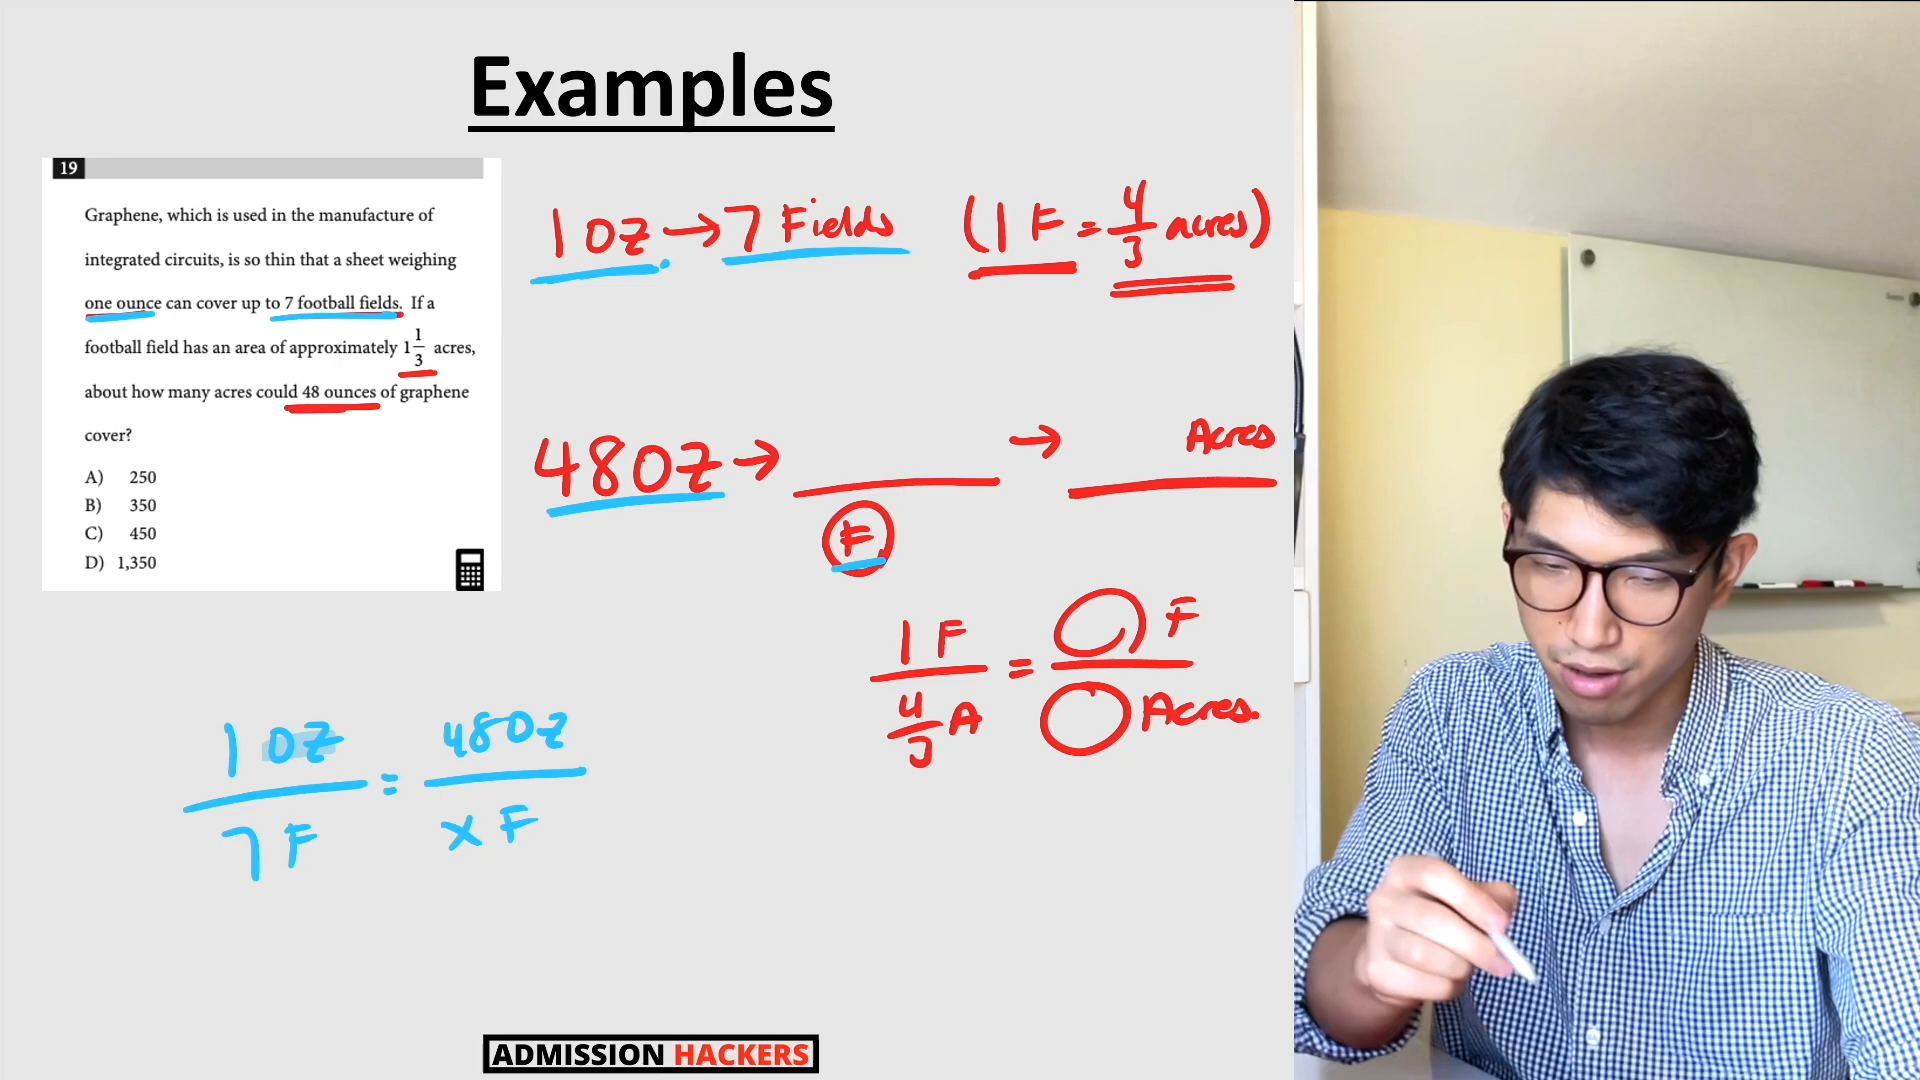 Examples
19
Graphene, which is used in the manufacture of
integrated circuits, is so thin that a sheet weighing
one ounce can cover up to 7 football fields. If a
football field has an area of approximately 1 1/3 acres,
about how many acres could 48 ounces of graphene
cover?
A) 250
B) 350
C) 450
D) 1,350
1 oz → 7 Fields (1 F = 4/3 acres)
48 oz → ____ → ____ Acres
F
1 F / 4/3 A = ◯ F / ◯ Acres.
1 oz / 7 F = 48 oz / x F
ADMISSION HACKERS